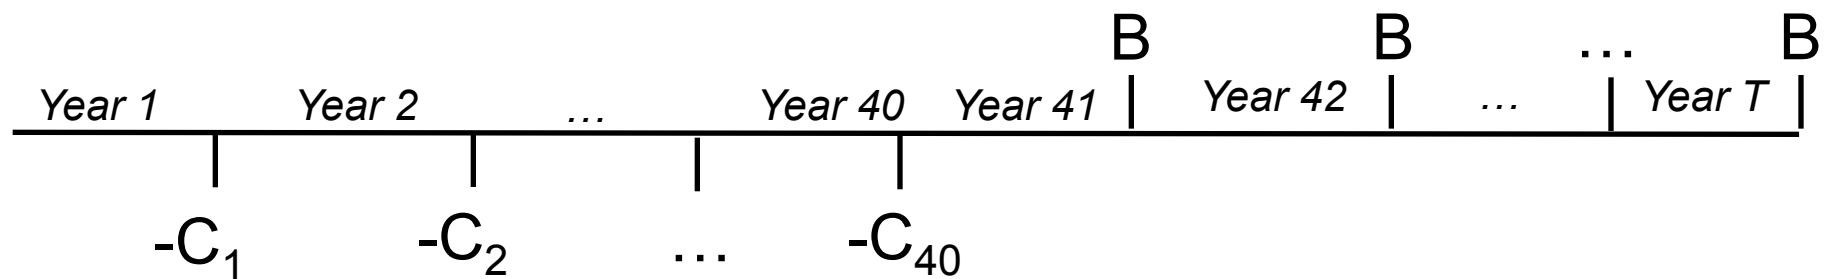 B B … B
Year 1 Year 2 … Year 40 Year 41 Year 42 … Year T
-C₁ -C₂ … -C₄₀